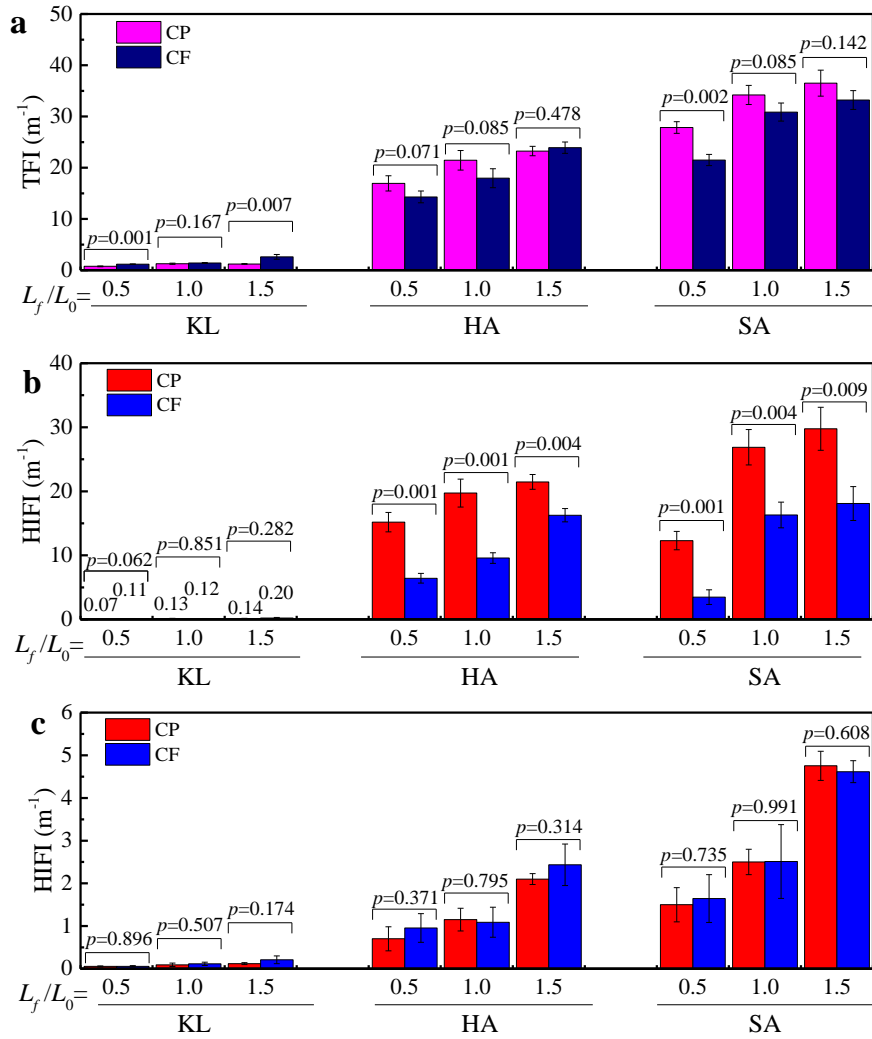 a
CP
CF
TFI (m⁻¹)
50
40
30
20
10
0
p=0.001
p=0.167
p=0.007
p=0.071
p=0.085
p=0.478
p=0.002
p=0.085
p=0.142
L_f/L_0=
0.5 1.0 1.5 0.5 1.0 1.5 0.5 1.0 1.5
KL HA SA
b
CP
CF
HIFI (m⁻¹)
40
30
20
10
0
p=0.062
p=0.851
p=0.282
0.07 0.11 0.13 0.12 0.14 0.20
p=0.001
p=0.001
p=0.004
p=0.001
p=0.004
p=0.009
L_f/L_0=
0.5 1.0 1.5 0.5 1.0 1.5 0.5 1.0 1.5
KL HA SA
c
CP
CF
HIFI (m⁻¹)
6
5
4
3
2
1
0
p=0.896
p=0.507
p=0.174
p=0.371
p=0.795
p=0.314
p=0.735
p=0.991
p=0.608
L_f/L_0=
0.5 1.0 1.5 0.5 1.0 1.5 0.5 1.0 1.5
KL HA SA